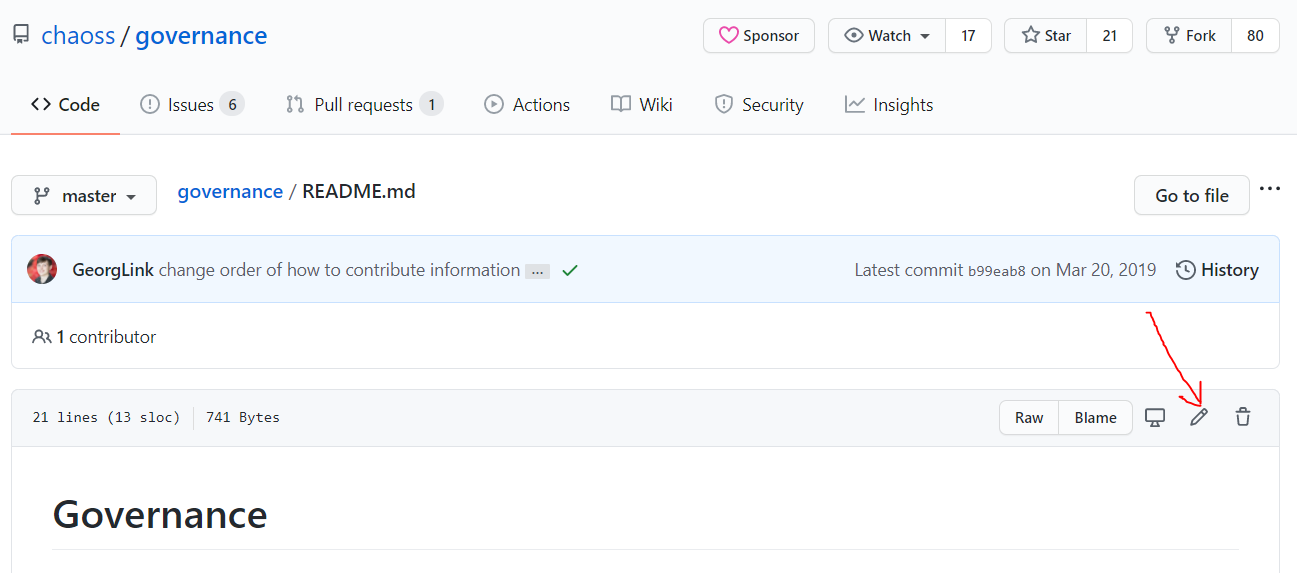 chaoss / governance
Sponsor Watch 17 Star 21 Fork 80
Code Issues 6 Pull requests 1 Actions Wiki Security Insights
master governance / README.md Go to file ...
GeorgLink change order of how to contribute information ... Latest commit b99eab8 on Mar 20, 2019 History
1 contributor
21 lines (13 sloc) 741 Bytes Raw Blame
Governance